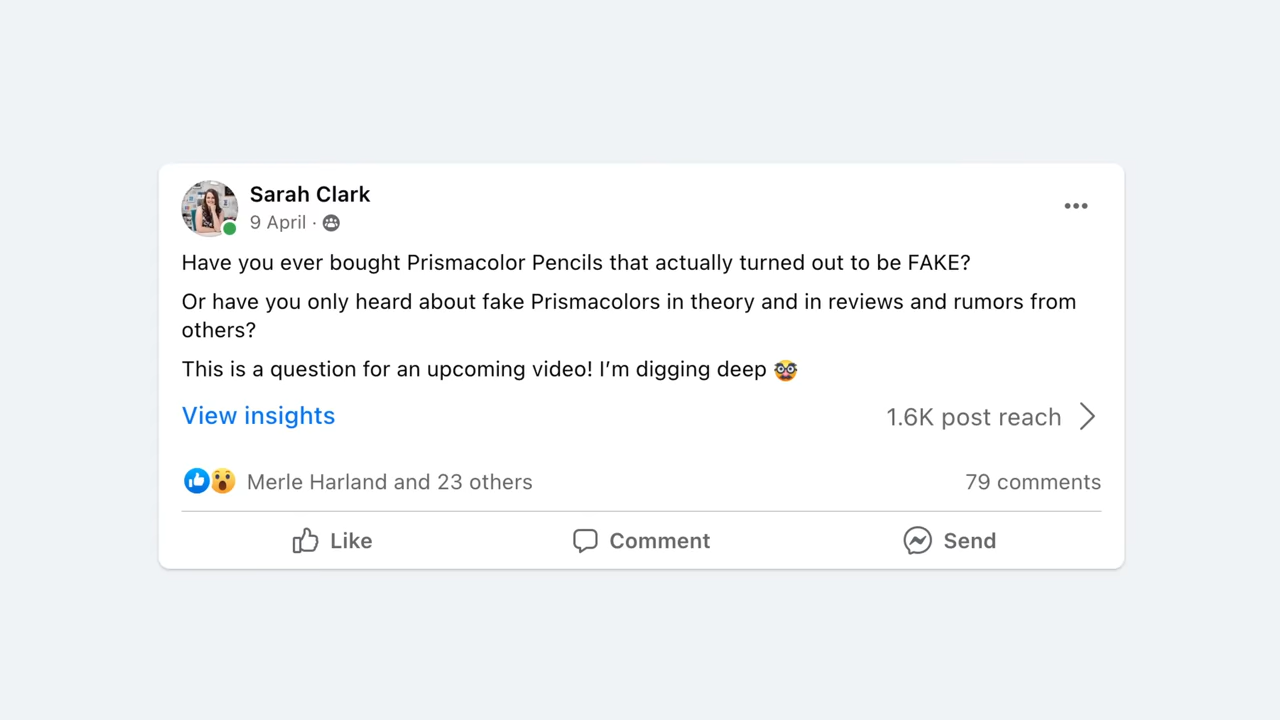 Sarah Clark
9 April ·
Have you ever bought Prismacolor Pencils that actually turned out to be FAKE?
Or have you only heard about fake Prismacolors in theory and in reviews and rumors from
others?
This is a question for an upcoming video! I’m digging deep 🥸
View insights
1.6K post reach
Merle Harland and 23 others
79 comments
Like
Comment
Send